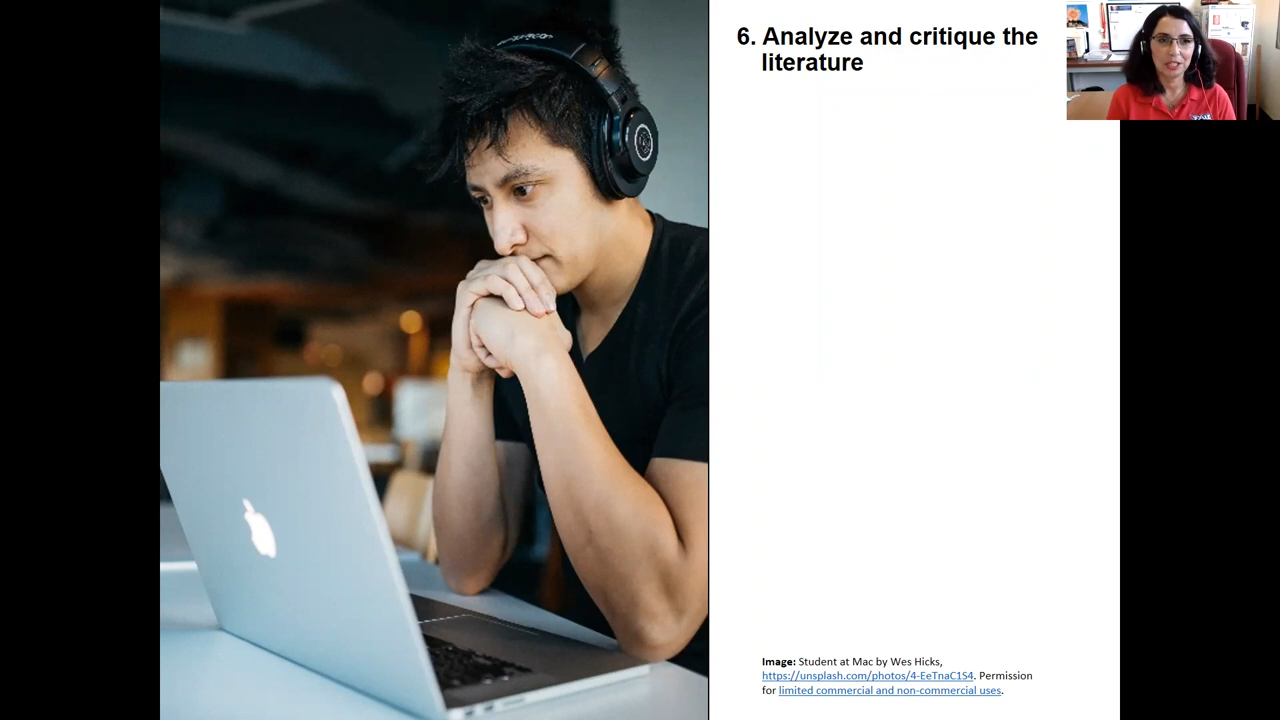 6. Analyze and critique the
literature
Image: Student at Mac by Wes Hicks,
https://unsplash.com/photos/4-EeTnaC1S4. Permission
for limited commercial and non-commercial uses.